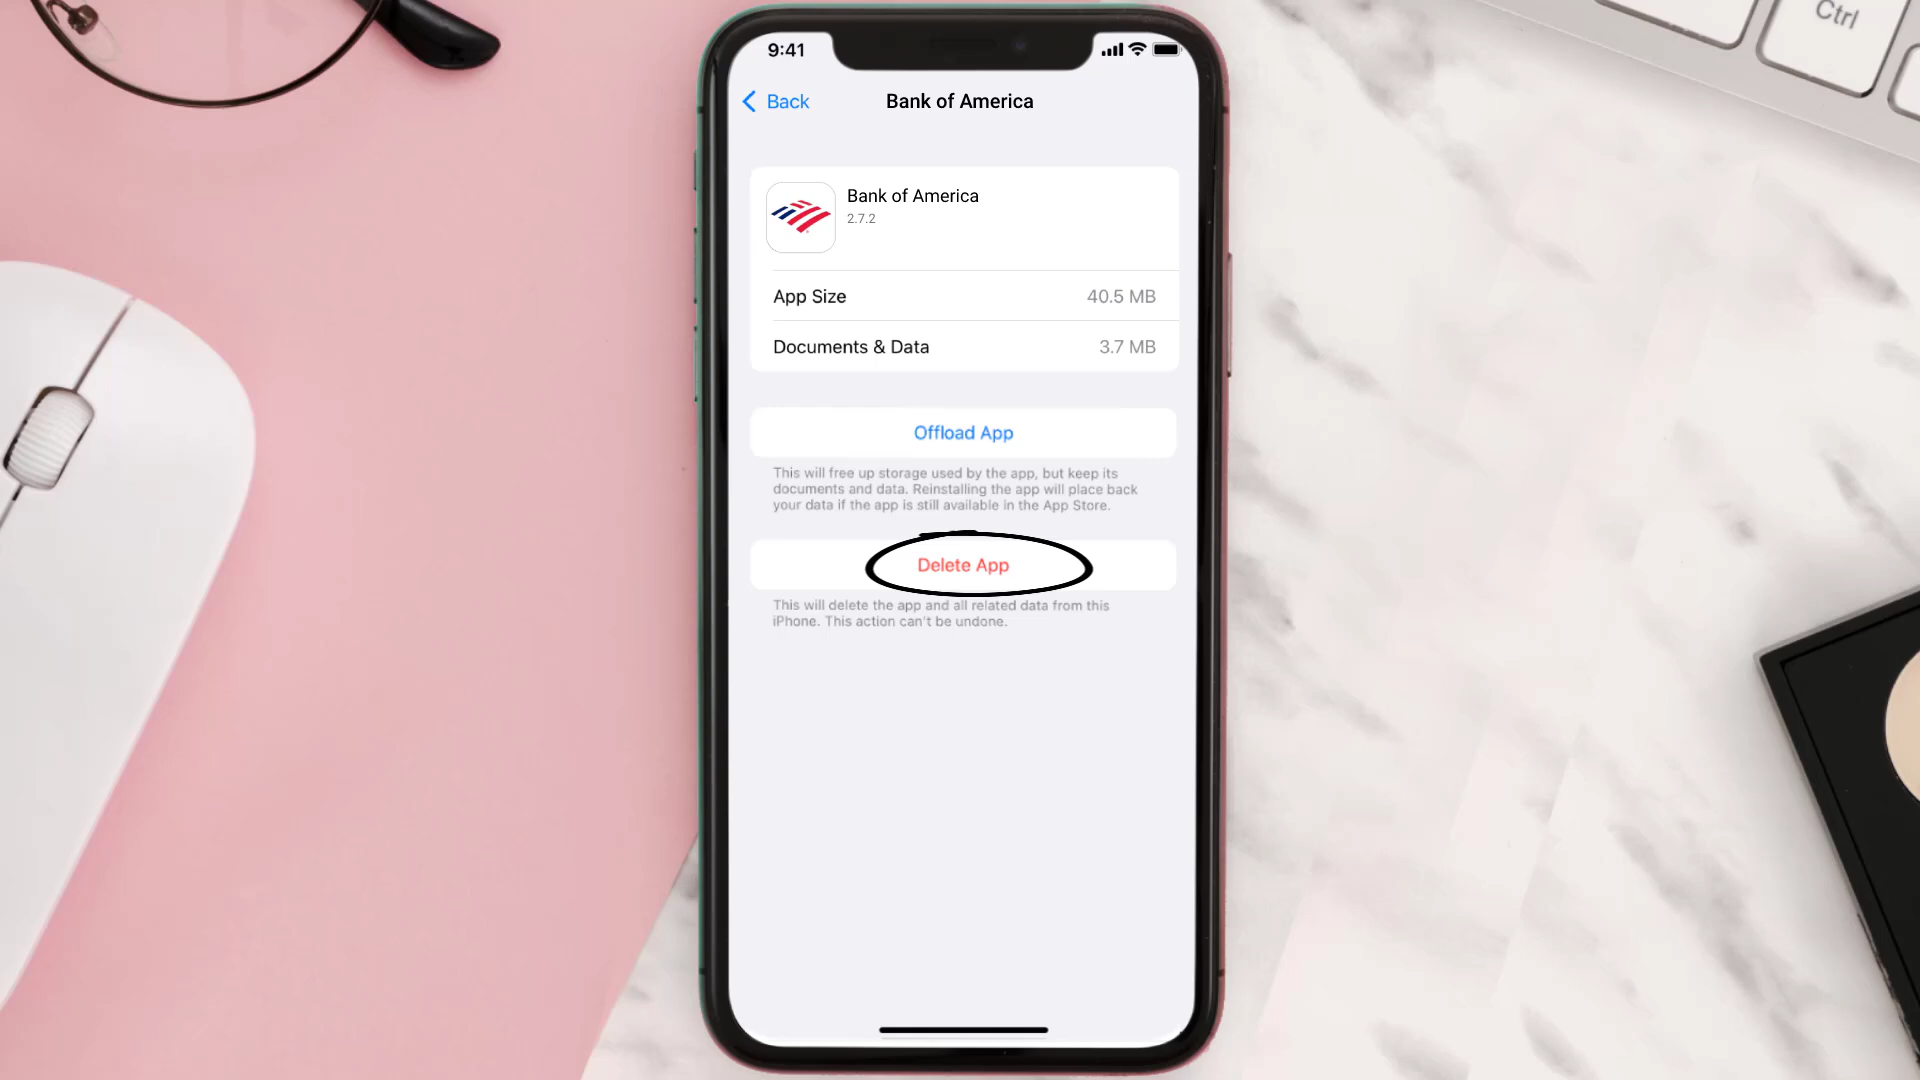 Ctrl
9:41
Back
Bank of America
Bank of America
2.7.2
App Size
40.5 MB
Documents & Data
3.7 MB
Offload App
This will free up storage used by the app, but keep its
documents and data. Reinstalling the app will place back
your data if the app is still available in the App Store.
Delete App
This will delete the app and all related data from this
iPhone. This action can't be undone.